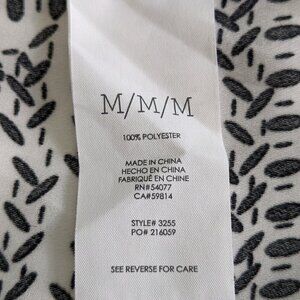 M/M/M
100% POLYESTER
MADE IN CHINA
HECHO EN CHINA
FABRIQUÉ EN CHINE
RN#54077
CA#59814
STYLE# 3255
PO# 216059
SEE REVERSE FOR CARE